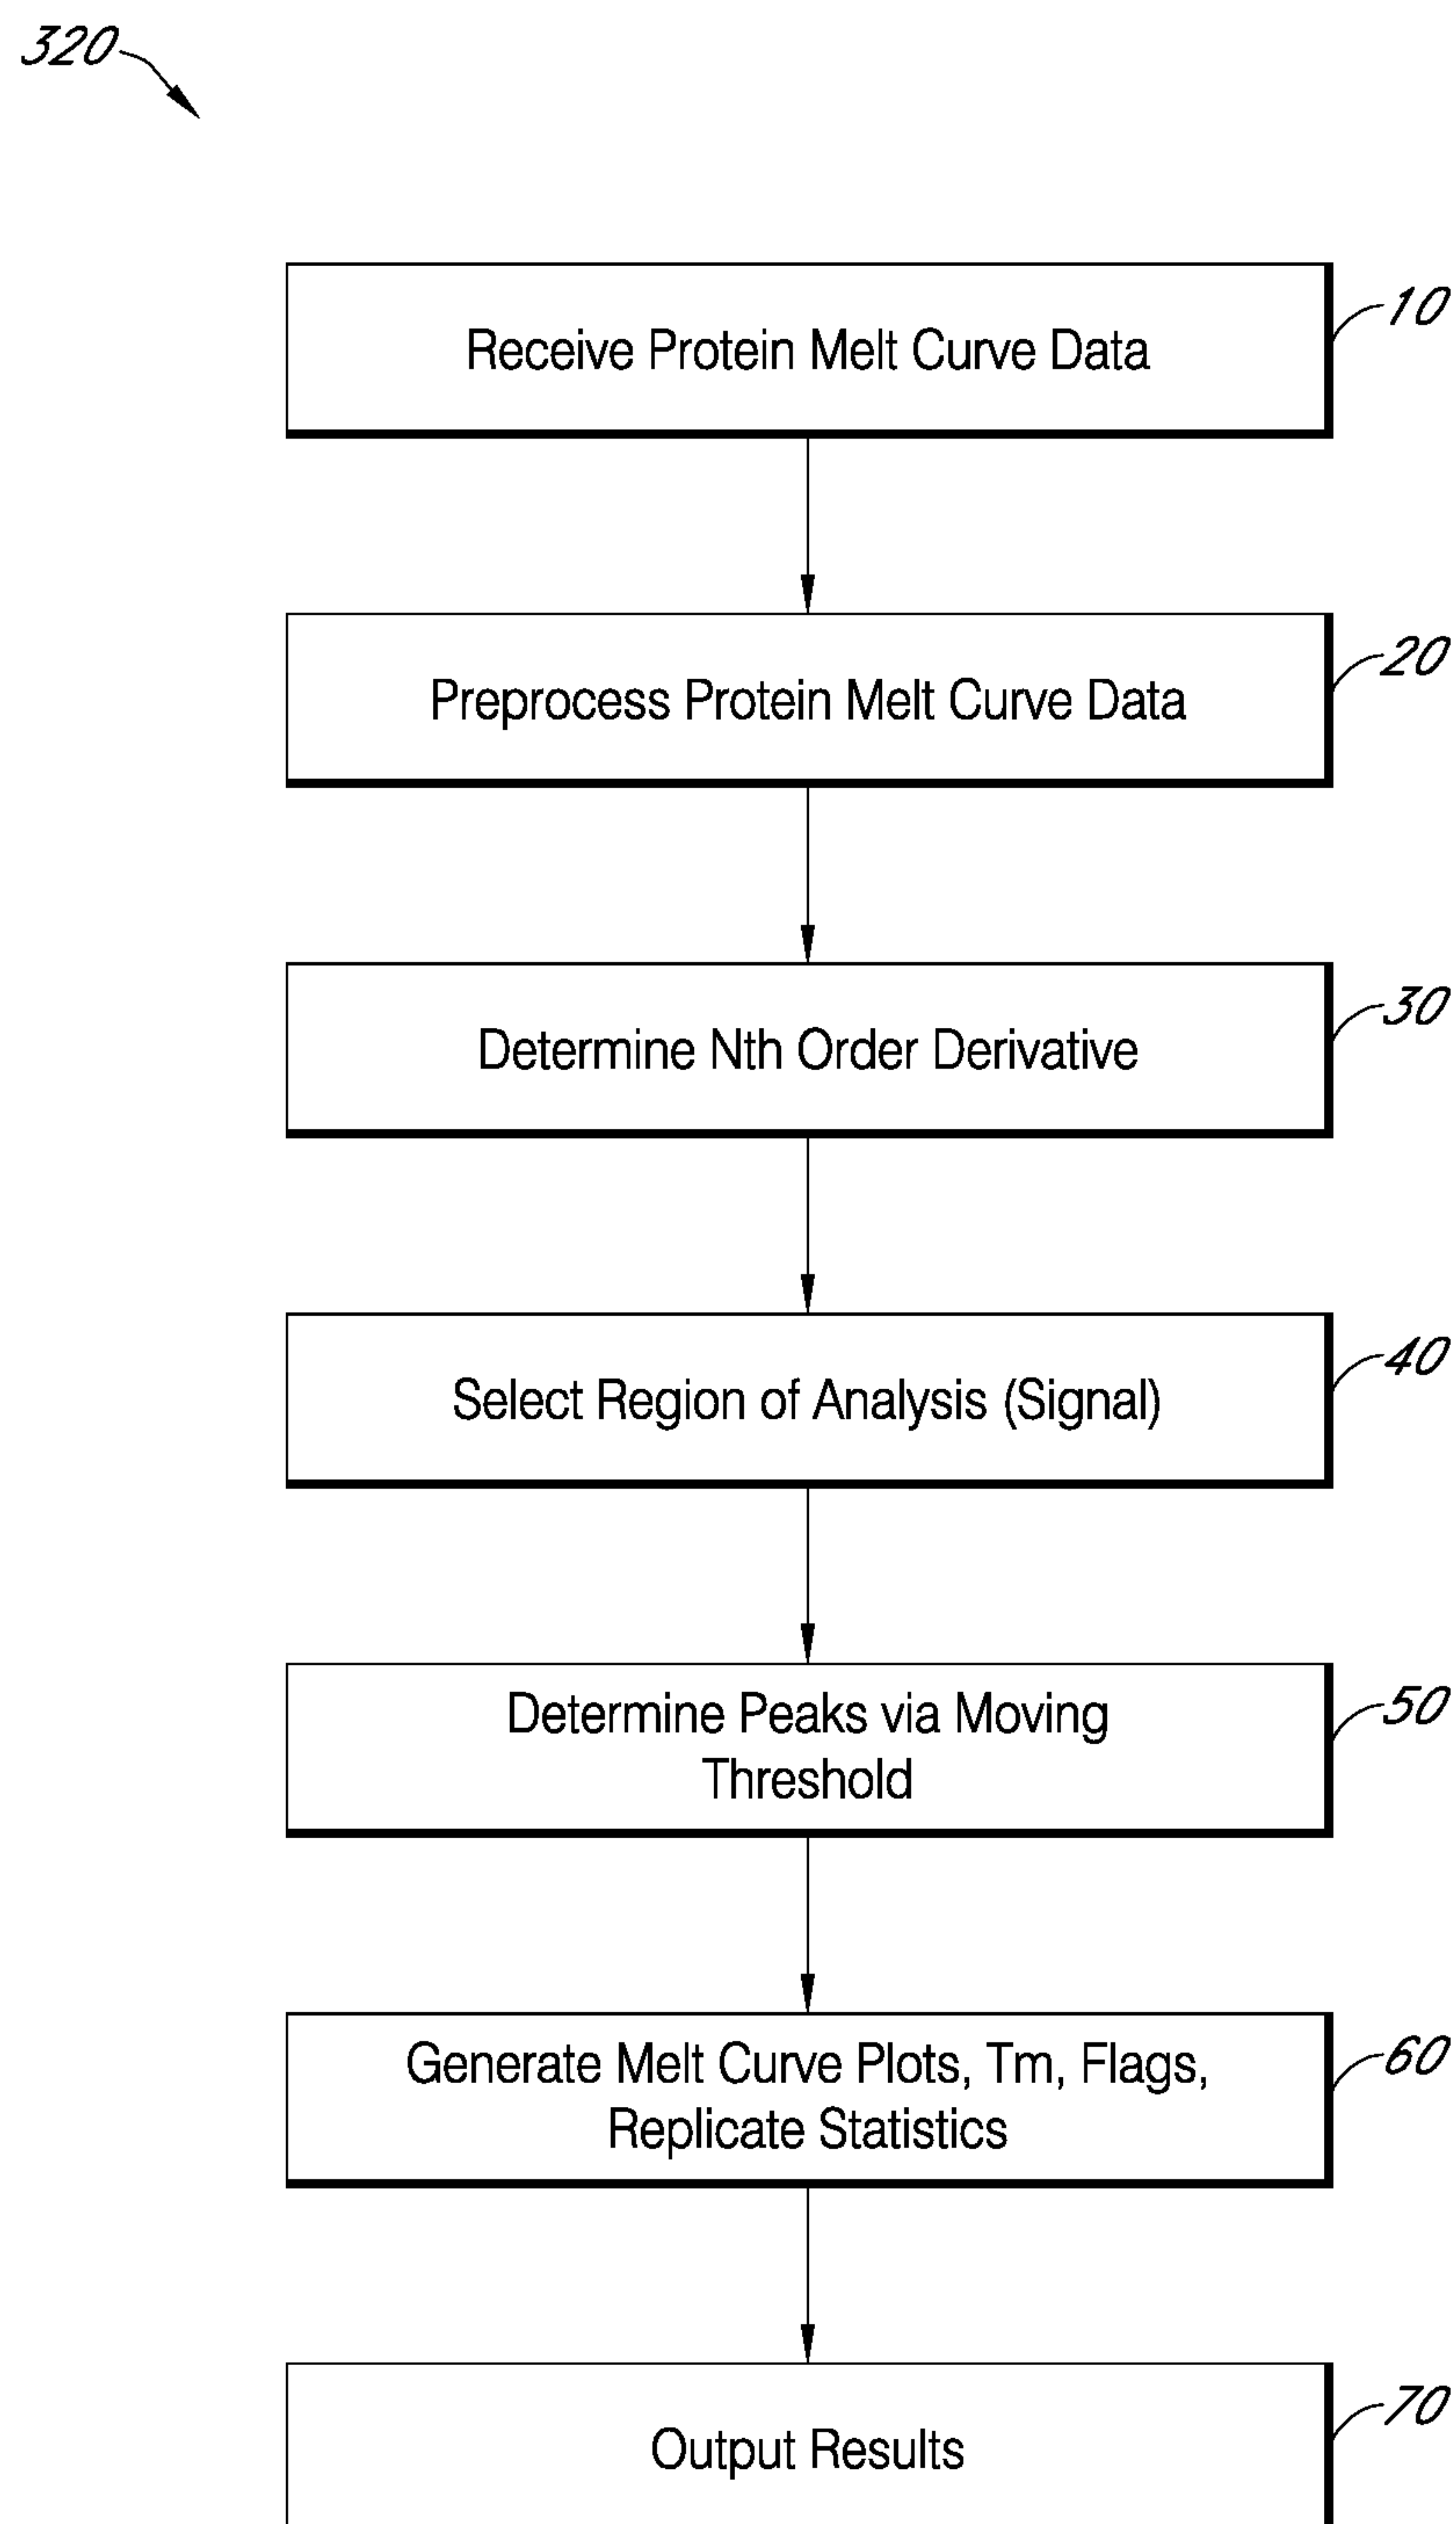 320
Receive Protein Melt Curve Data
10
Preprocess Protein Melt Curve Data
20
Determine Nth Order Derivative
30
Select Region of Analysis (Signal)
40
Determine Peaks via Moving
Threshold
50
Generate Melt Curve Plots, Tm, Flags,
Replicate Statistics
60
Output Results
70